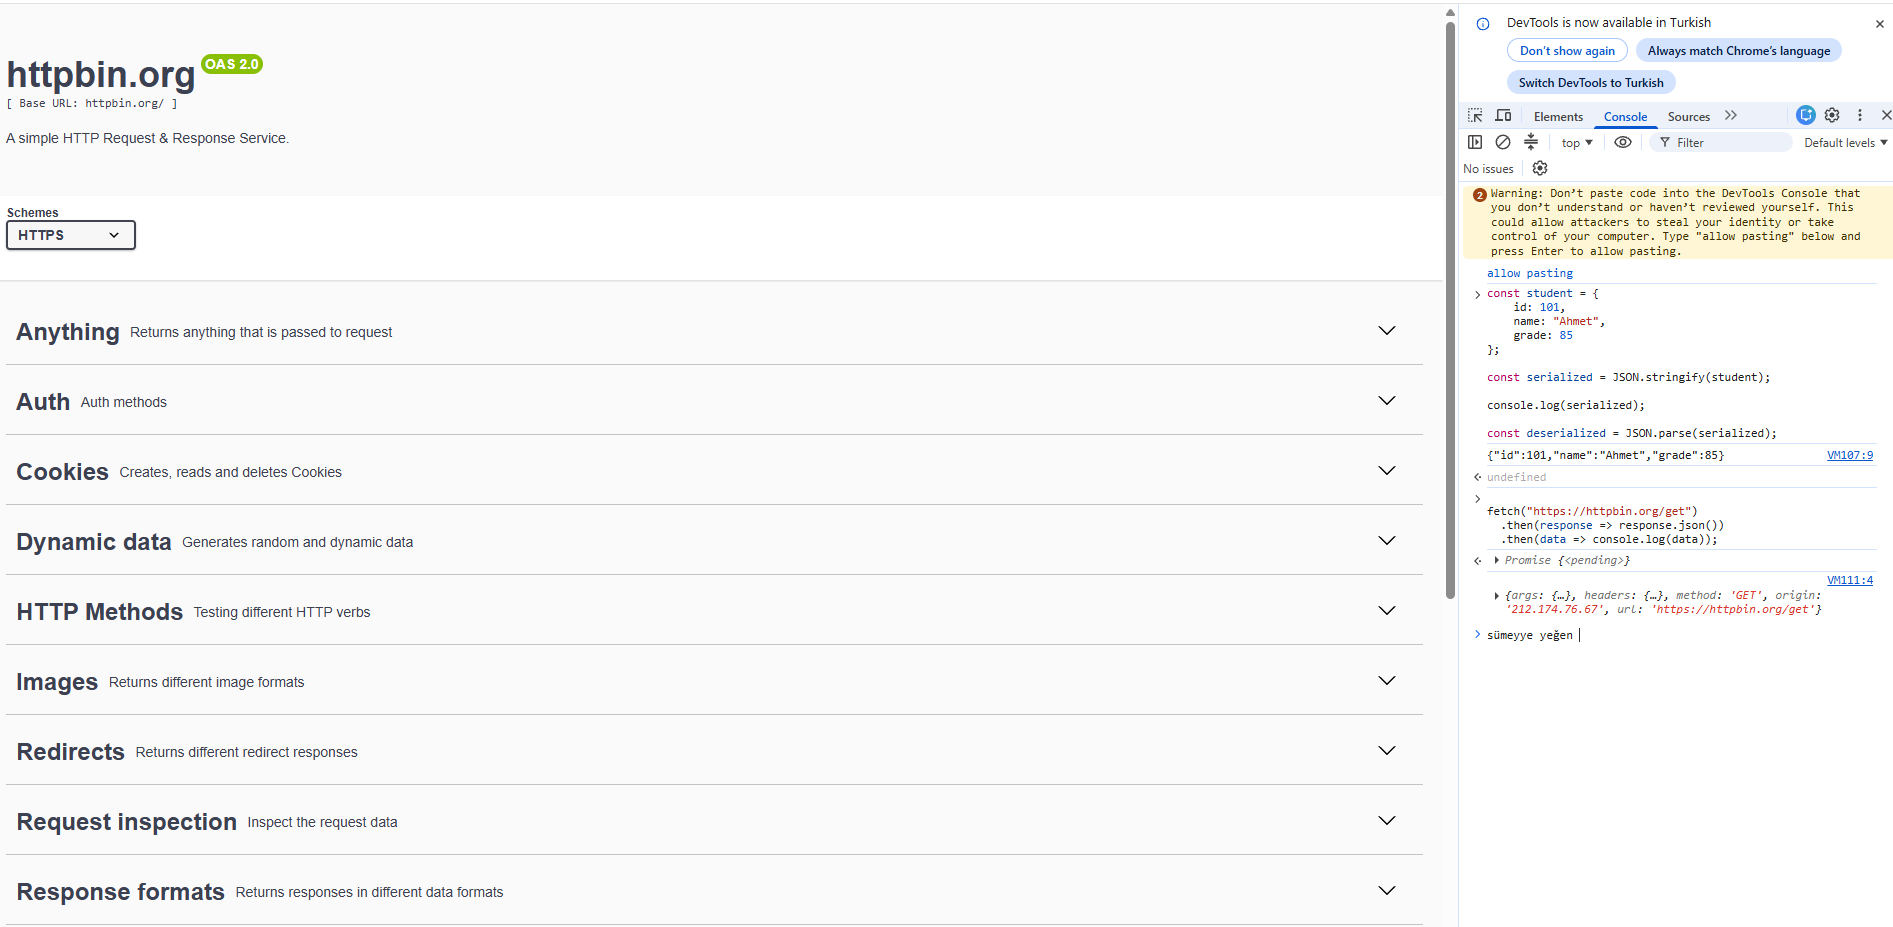 httpbin.org OAS 2.0
[ Base URL: httpbin.org/ ]
A simple HTTP Request & Response Service.
Schemes
HTTPS
Anything Returns anything that is passed to request
Auth Auth methods
Cookies Creates, reads and deletes Cookies
Dynamic data Generates random and dynamic data
HTTP Methods Testing different HTTP verbs
Images Returns different image formats
Redirects Returns different redirect responses
Request inspection Inspect the request data
Response formats Returns responses in different data formats
DevTools is now available in Turkish
Don't show again Always match Chrome's language
Switch DevTools to Turkish
Elements Console Sources
top Filter Default levels
No issues
2 Warning: Don't paste code into the DevTools Console that
you don't understand or haven't reviewed yourself. This
could allow attackers to steal your identity or take
control of your computer. Type "allow pasting" below and
press Enter to allow pasting.
allow pasting
const student = {
id: 101,
name: "Ahmet",
grade: 85
};
const serialized = JSON.stringify(student);
console.log(serialized);
const deserialized = JSON.parse(serialized);
{"id":101,"name":"Ahmet","grade":85} VM107:9
undefined
fetch("https://httpbin.org/get")
.then(response => response.json())
.then(data => console.log(data));
Promise {<pending>}
VM111:4
{args: {…}, headers: {…}, method: 'GET', origin:
'212.174.76.67', url: 'https://httpbin.org/get'}
sümeyye yeğen